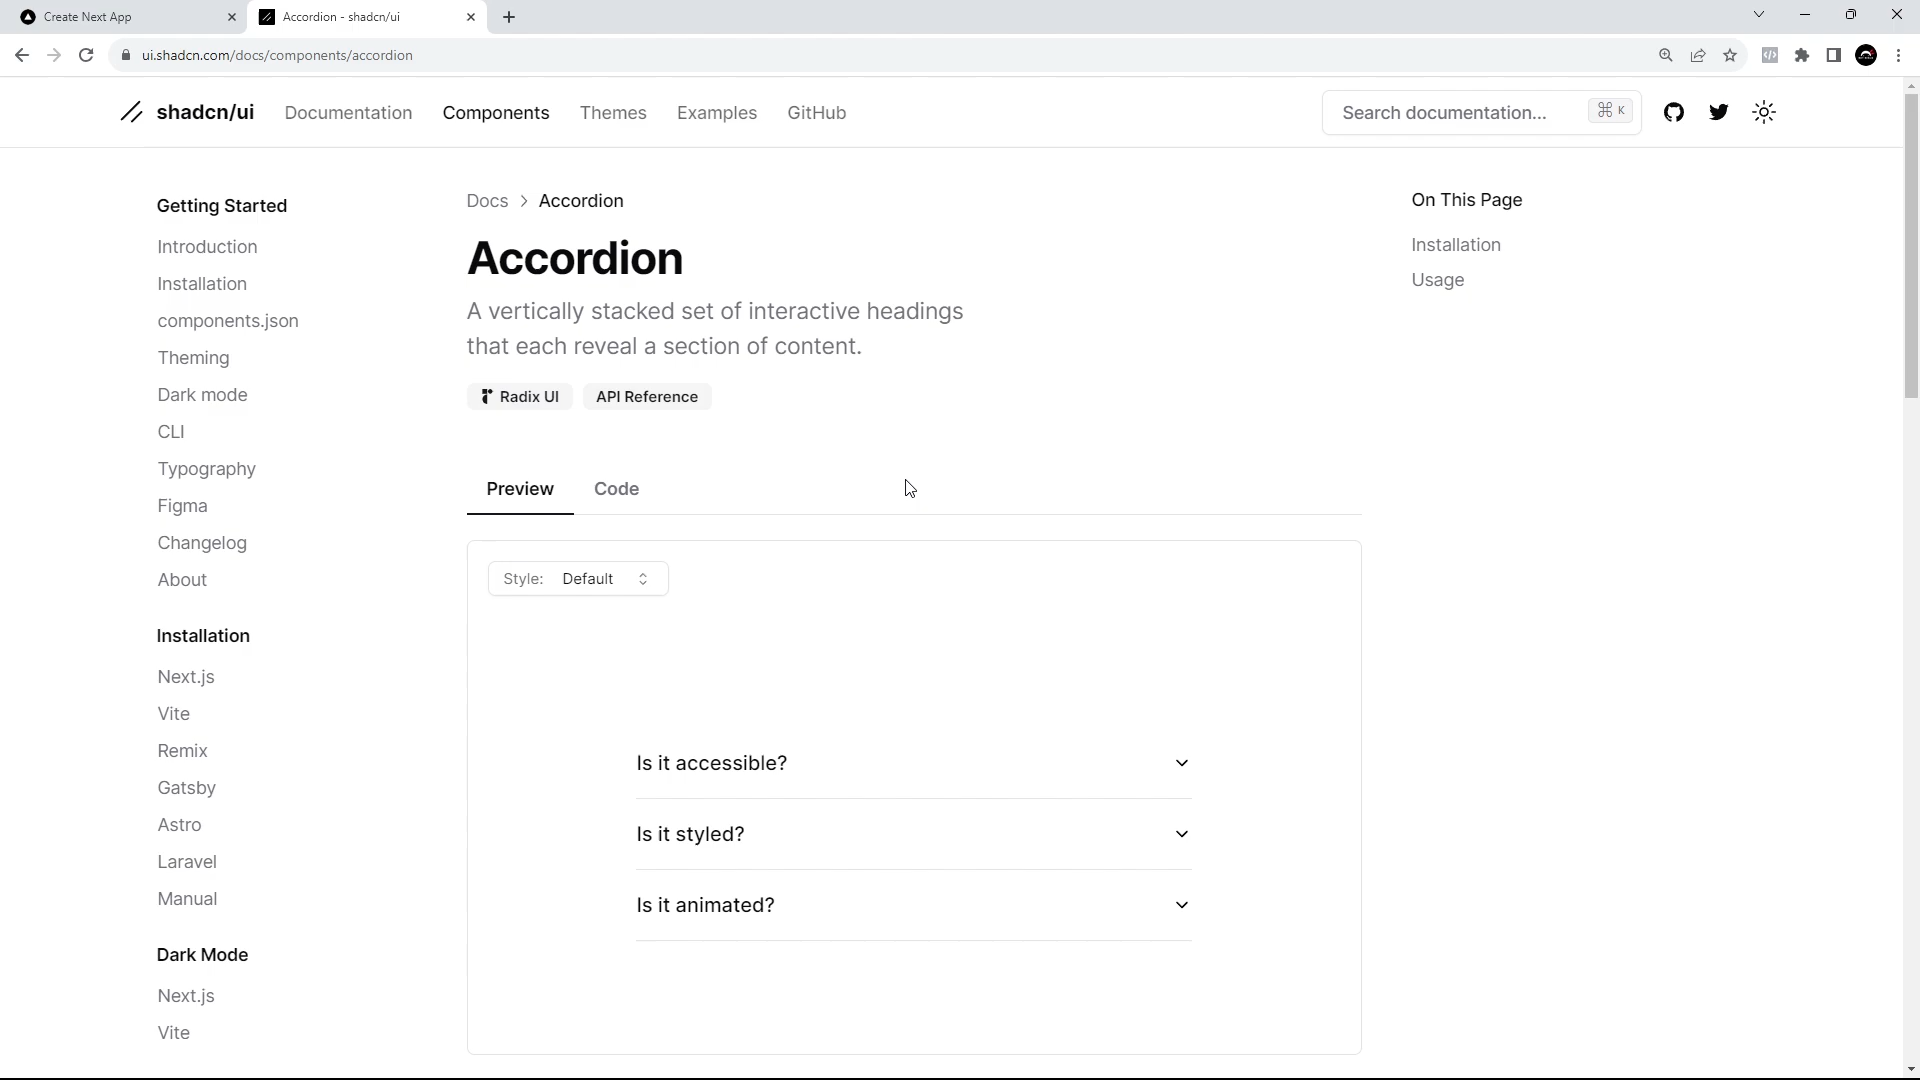 Create Next App
Accordion - shadcn/ui
ui.shadcn.com/docs/components/accordion
shadcn/ui
Documentation
Components
Themes
Examples
GitHub
Search documentation...
⌘ K
Getting Started
Introduction
Installation
components.json
Theming
Dark mode
CLI
Typography
Figma
Changelog
About
Installation
Next.js
Vite
Remix
Gatsby
Astro
Laravel
Manual
Dark Mode
Next.js
Vite
Docs > Accordion
Accordion
A vertically stacked set of interactive headings
that each reveal a section of content.
Radix UI
API Reference
Preview
Code
Style: Default
Is it accessible?
Is it styled?
Is it animated?
On This Page
Installation
Usage